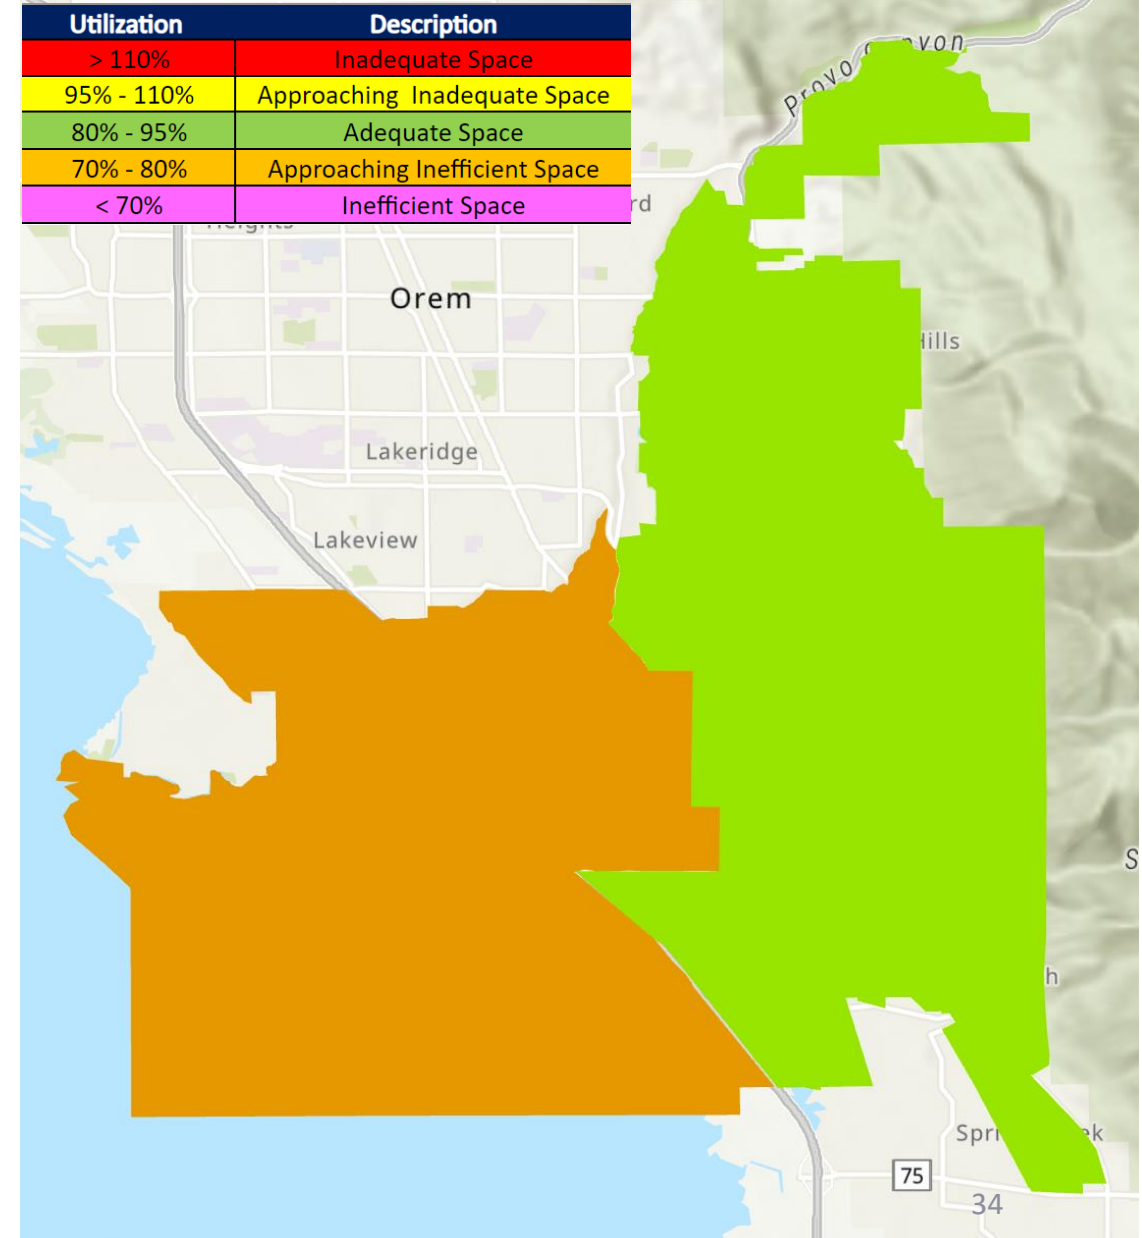 Utilization Description
> 110% Inadequate Space
95% - 110% Approaching Inadequate Space
80% - 95% Adequate Space
70% - 80% Approaching Inefficient Space
< 70% Inefficient Space
Provo
Orem
Lakeridge
Lakeview
75
34